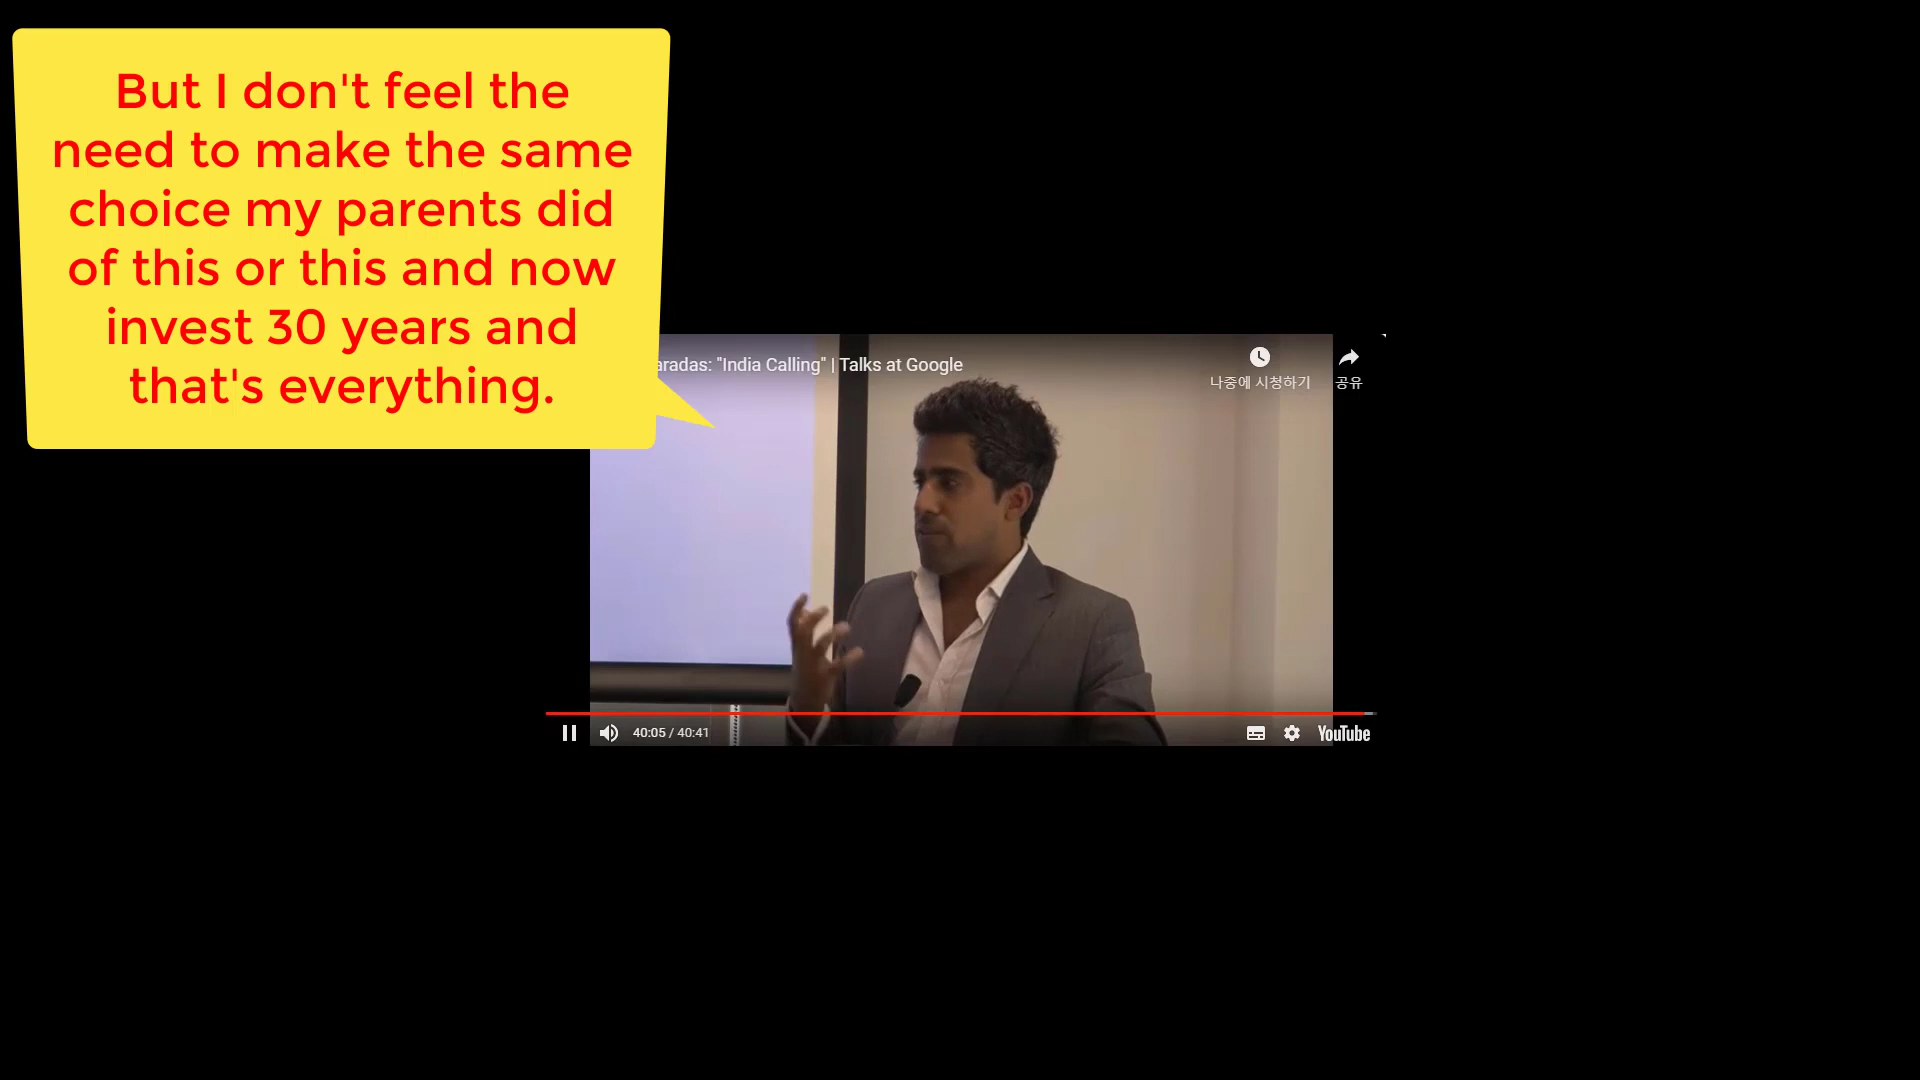 But I don't feel the
need to make the same
choice my parents did
of this or this and now
invest 30 years and
that's everything.
aradas: "India Calling" | Talks at Google
나중에 시청하기
공유
40:05 / 40:41
YouTube